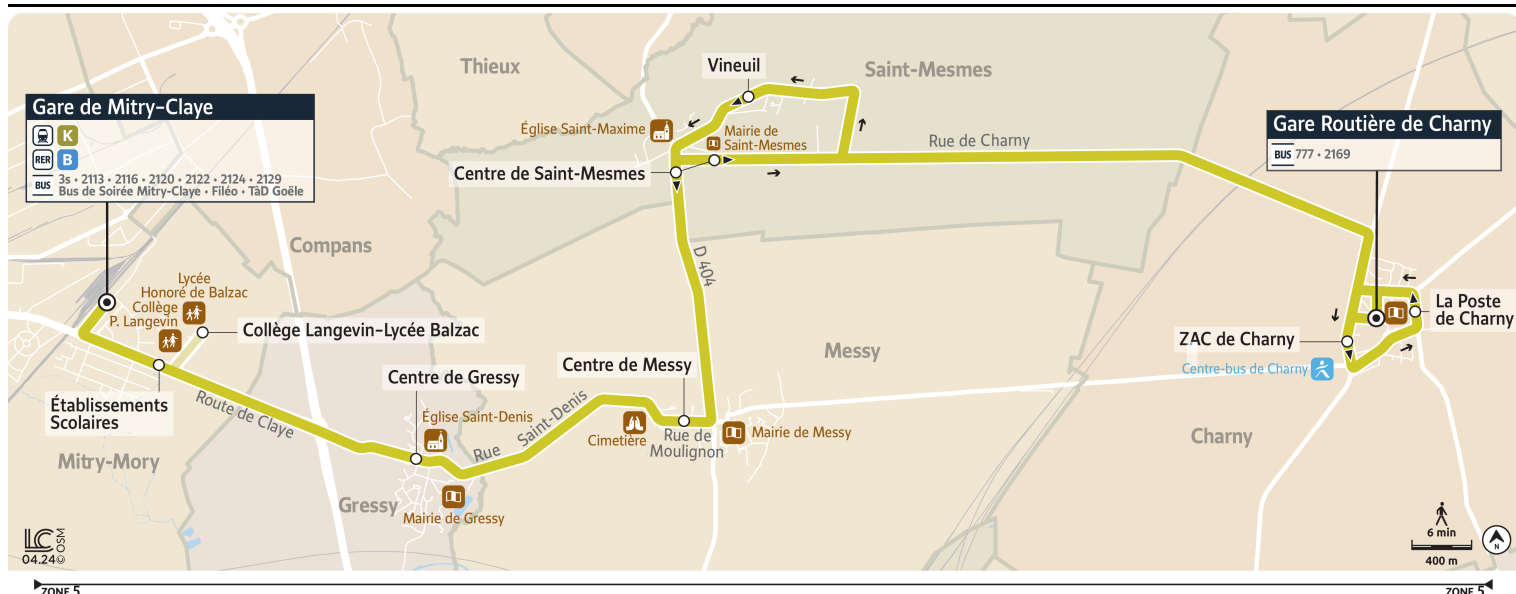 Thieux
Vineuil
Saint-Mesmes
Gare de Mitry-Claye
K
RER B
BUS 3s • 2113 • 2116 • 2120 • 2122 • 2124 • 2129
Bus de Soirée Mitry-Claye • Filéo • TàD Goële
Église Saint-Maxime
Mairie de
Saint-Mesmes
Rue de Charny
Gare Routière de Charny
BUS 777 • 2169
Centre de Saint-Mesmes
Compans
D 404
Lycée
Honoré de Balzac
Collège
P. Langevin
Collège Langevin-Lycée Balzac
La Poste
de Charny
ZAC de Charny
Centre-bus de Charny
Messy
Centre de Messy
Centre de Gressy
Établissements
Scolaires
Route de Claye
Église Saint-Denis
Rue Saint-Denis
Cimetière
Rue de
Moulignon
Mairie de Messy
Charny
Mitry-Mory
Gressy
Mairie de Gressy
LC
04.24 © OSM
6 min
400 m
N
ZONE 5
ZONE 5